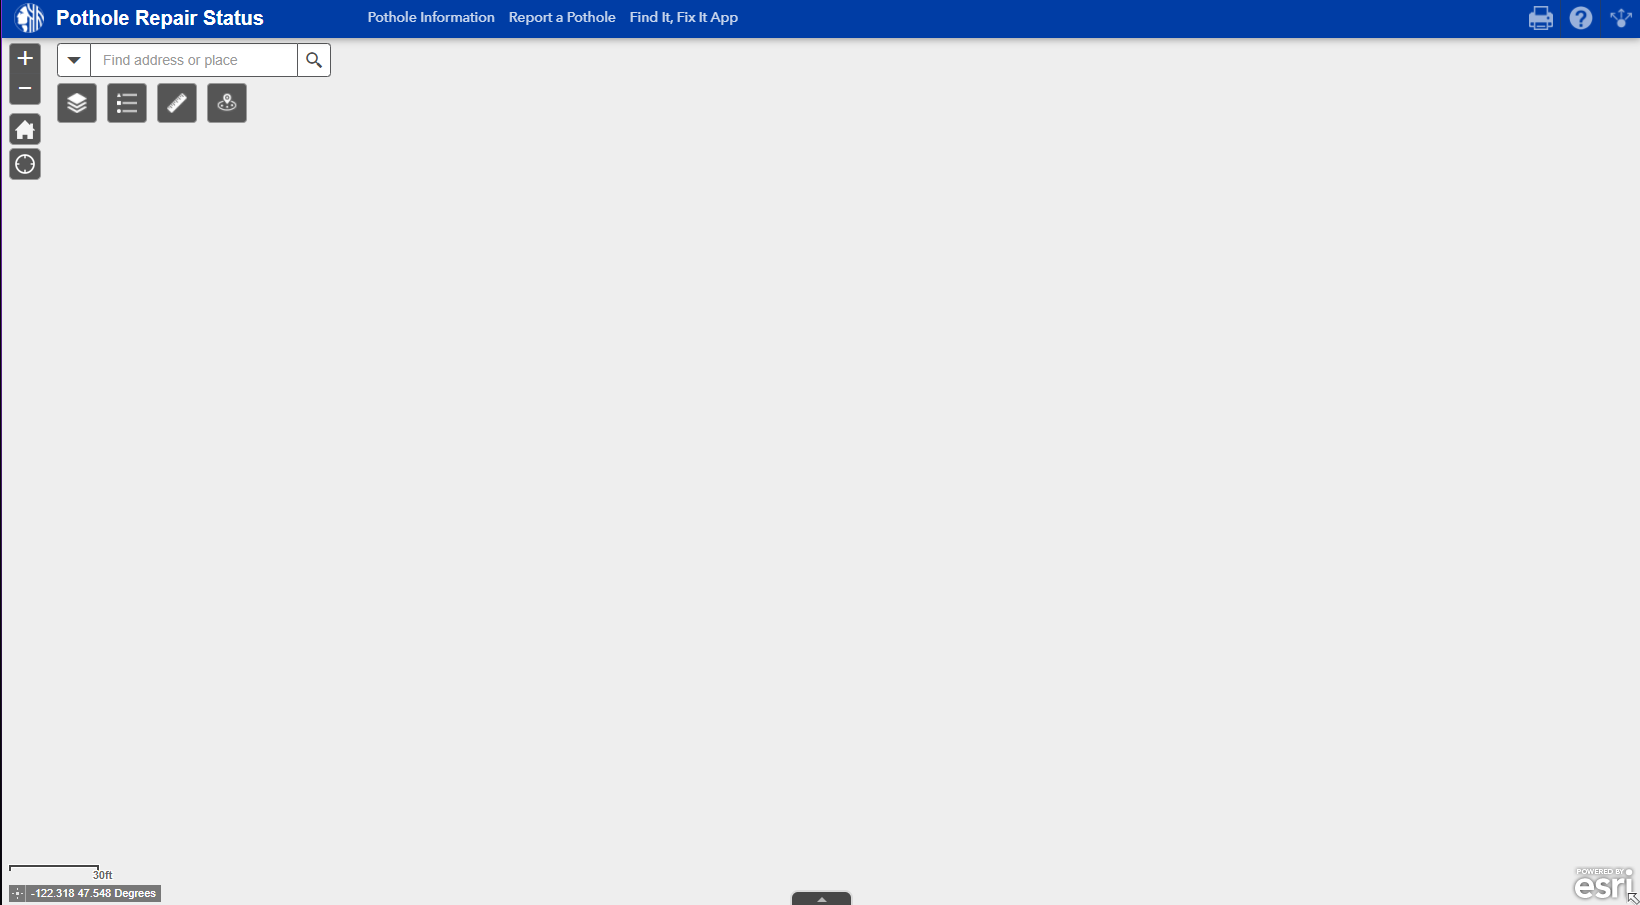 Pothole Repair Status
Pothole Information Report a Pothole Find It, Fix It App
Find address or place
30ft
-122.318 47.548 Degrees
POWERED BY
esri